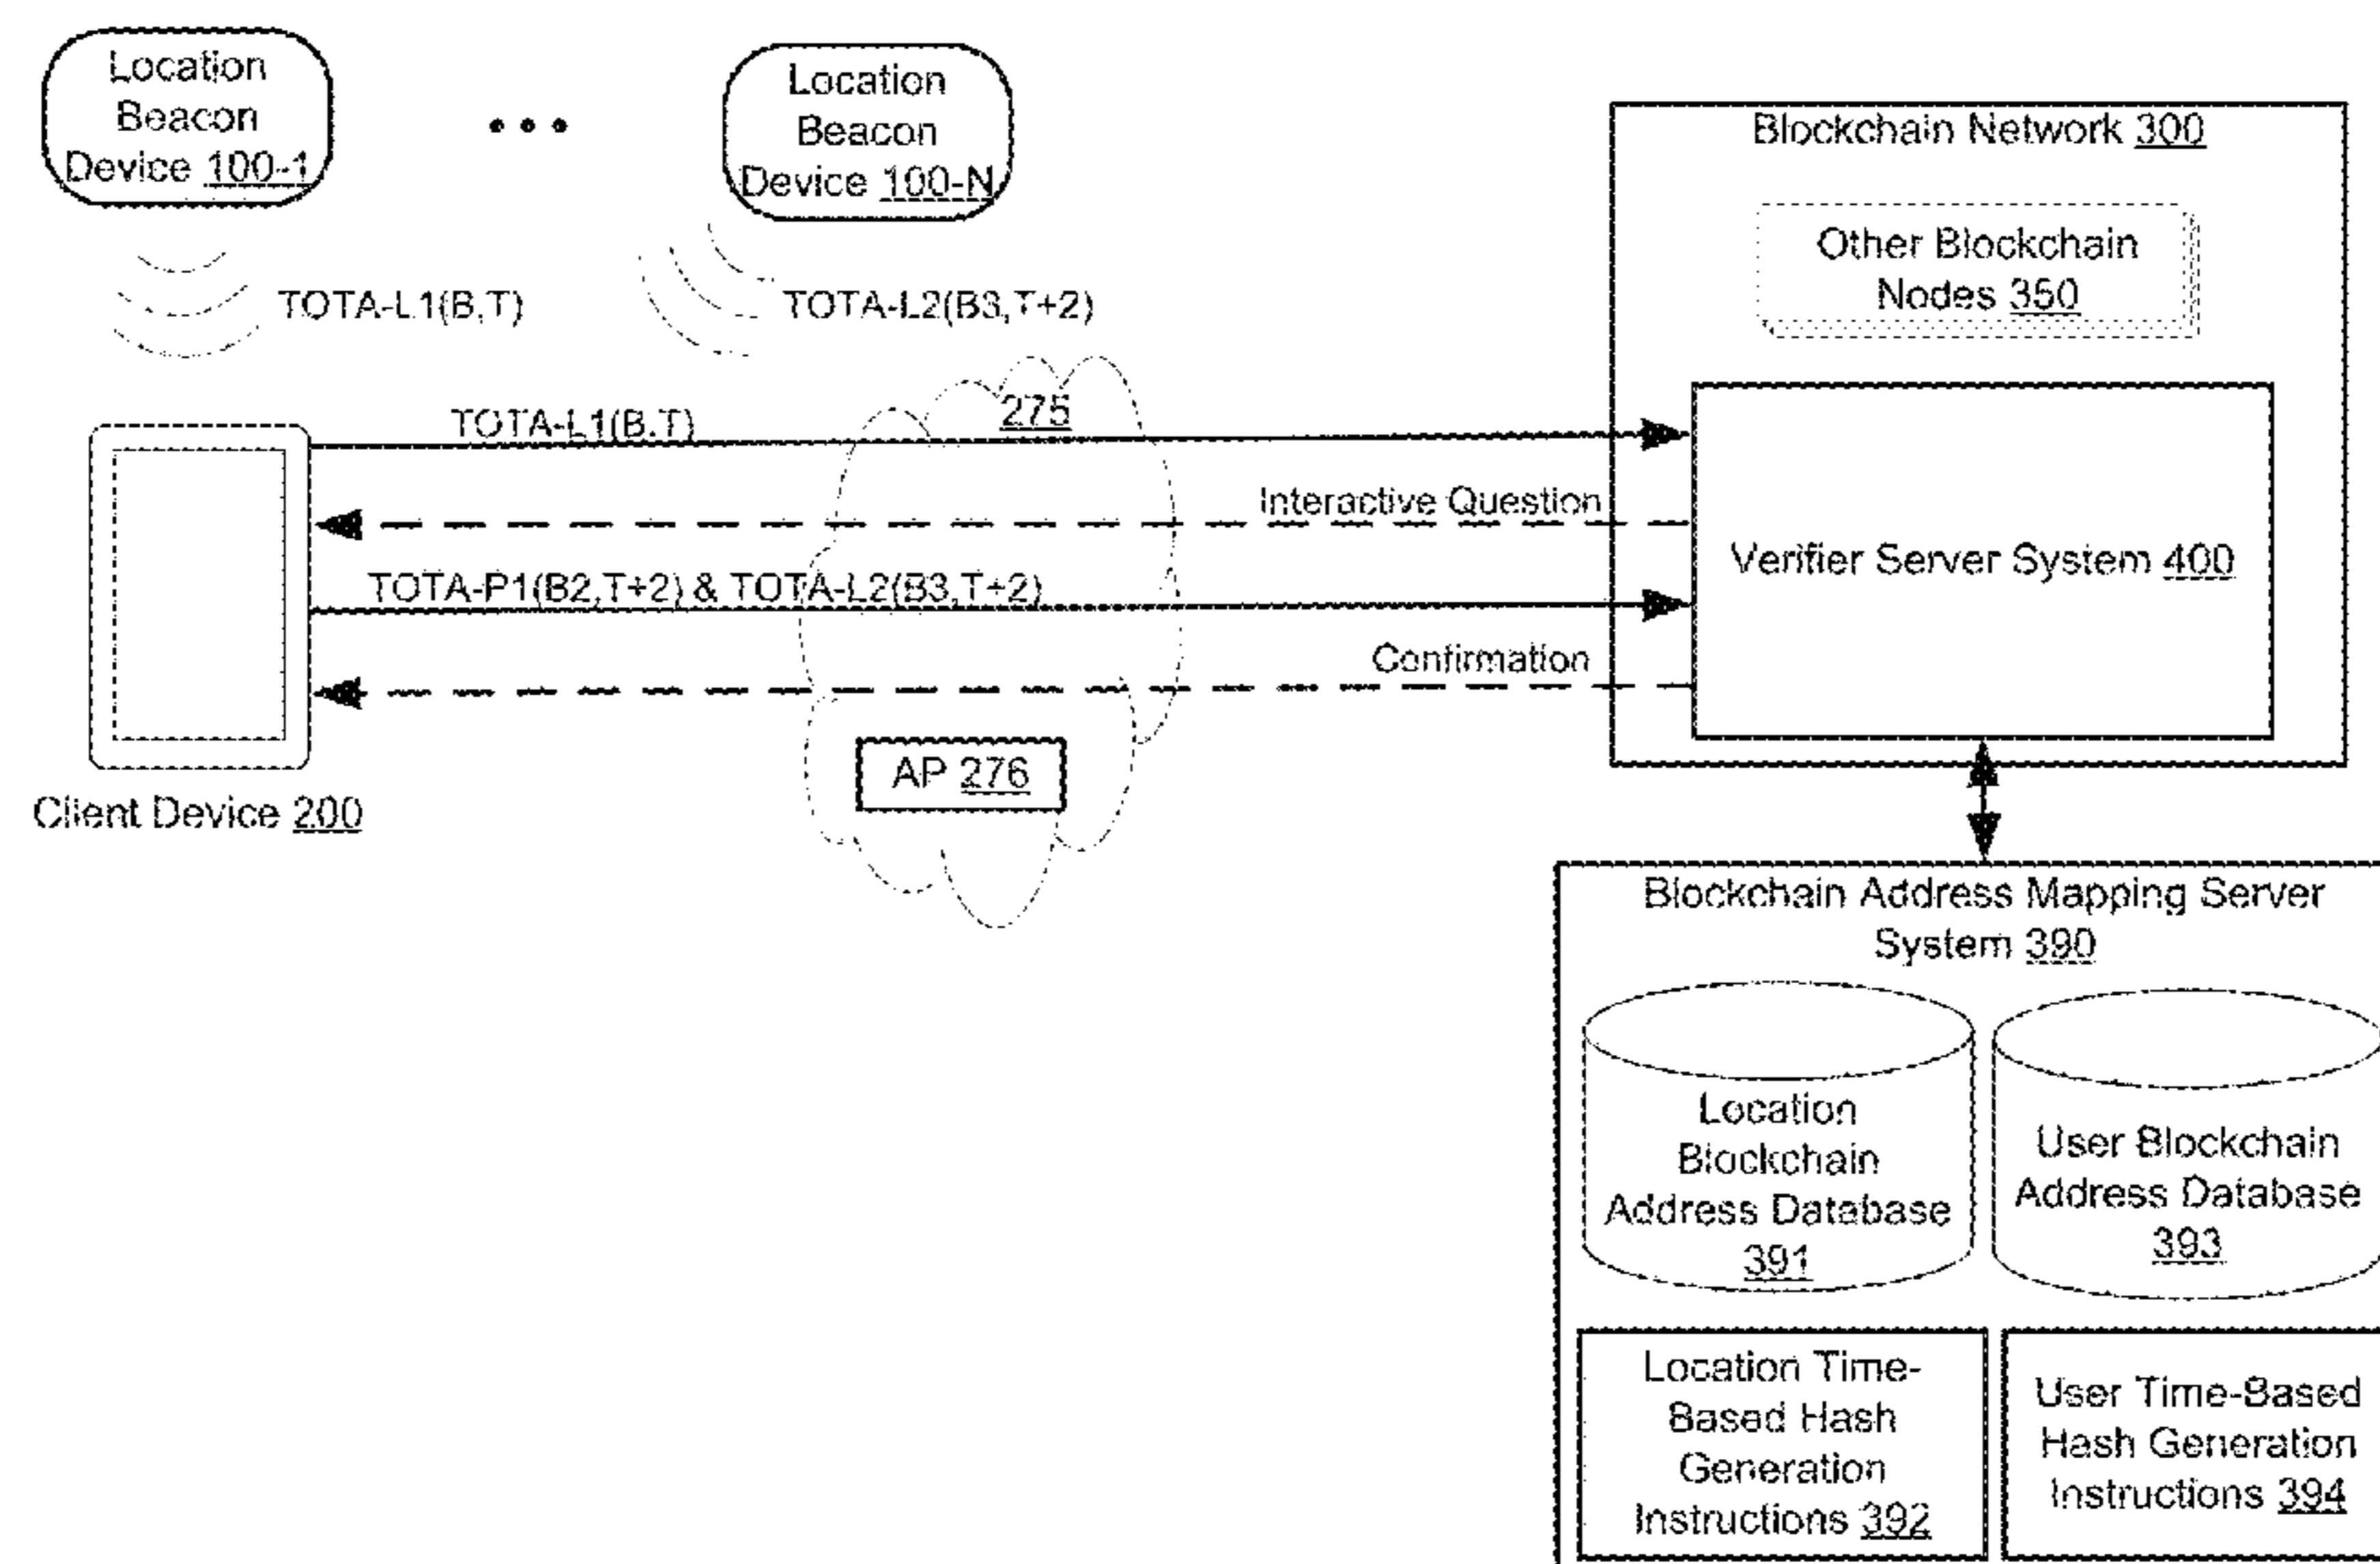 Location
Beacon
Device 100-1
• • •
Location
Beacon
Device 100-N
TOTA-L1(B,T)
TOTA-L2(B3,T+2)
Blockchain Network 300
Other Blockchain
Nodes 350
275
TOTA-L1(B,T)
Interactive Question
TOTA-P1(B2,T+2) & TOTA-L2(B3,T+2)
Confirmation
Verifier Server System 400
AP 276
Client Device 200
Blockchain Address Mapping Server
System 390
Location
Blockchain
Address Database
391
User Blockchain
Address Database
393
Location Time-
Based Hash
Generation
Instructions 392
User Time-Based
Hash Generation
Instructions 394